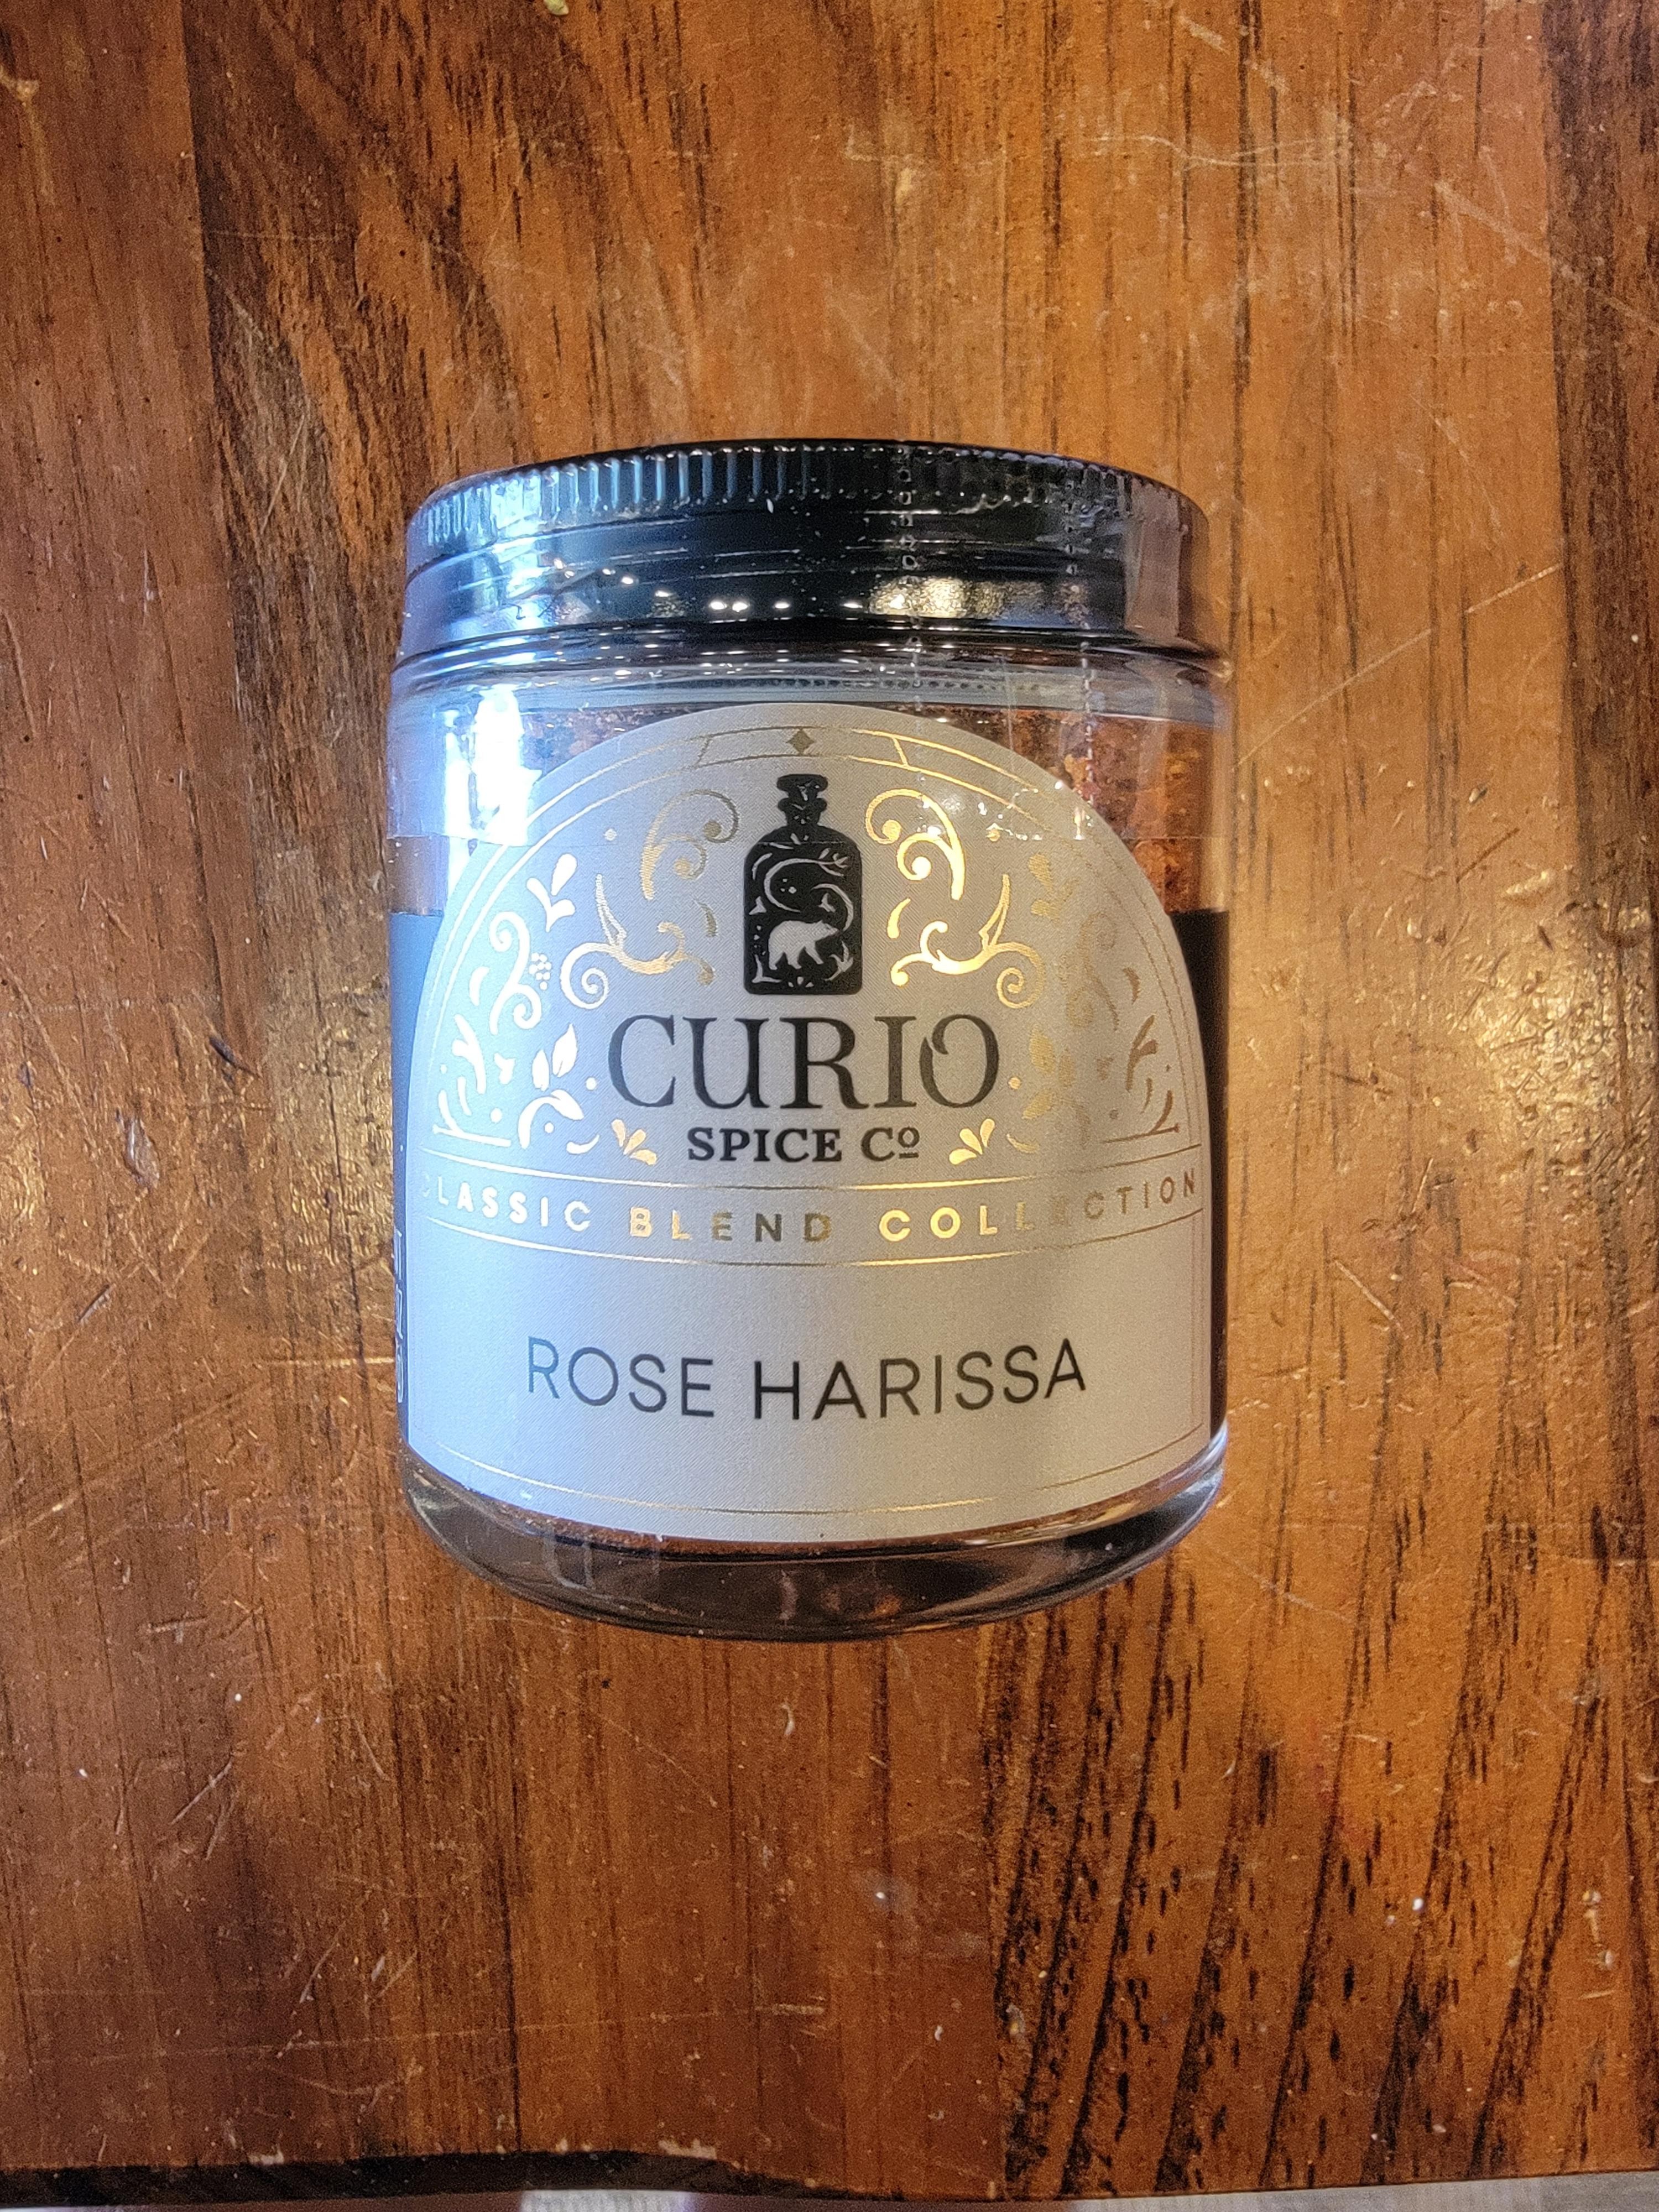 CURIO
SPICE Cº
CLASSIC BLEND COLLECTION
ROSE HARISSA